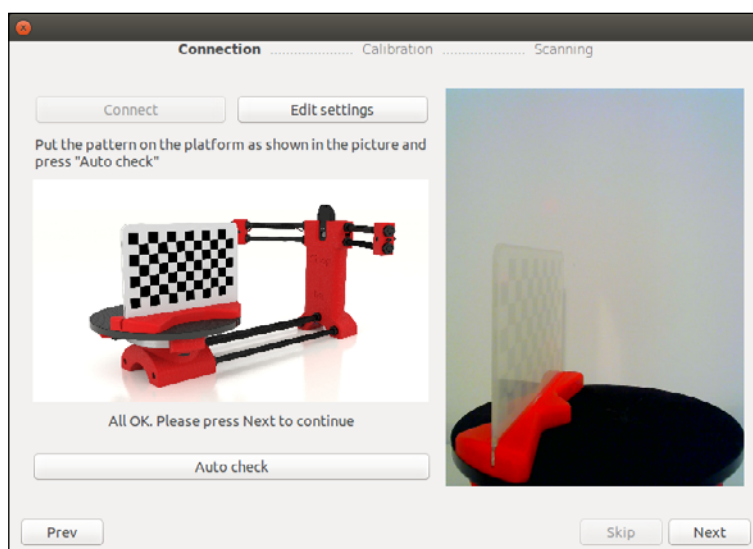 Connection ..................... Calibration ..................... Scanning
Connect
Edit settings
Put the pattern on the platform as shown in the picture and
press "Auto check"
All OK. Please press Next to continue
Auto check
Prev
Skip
Next